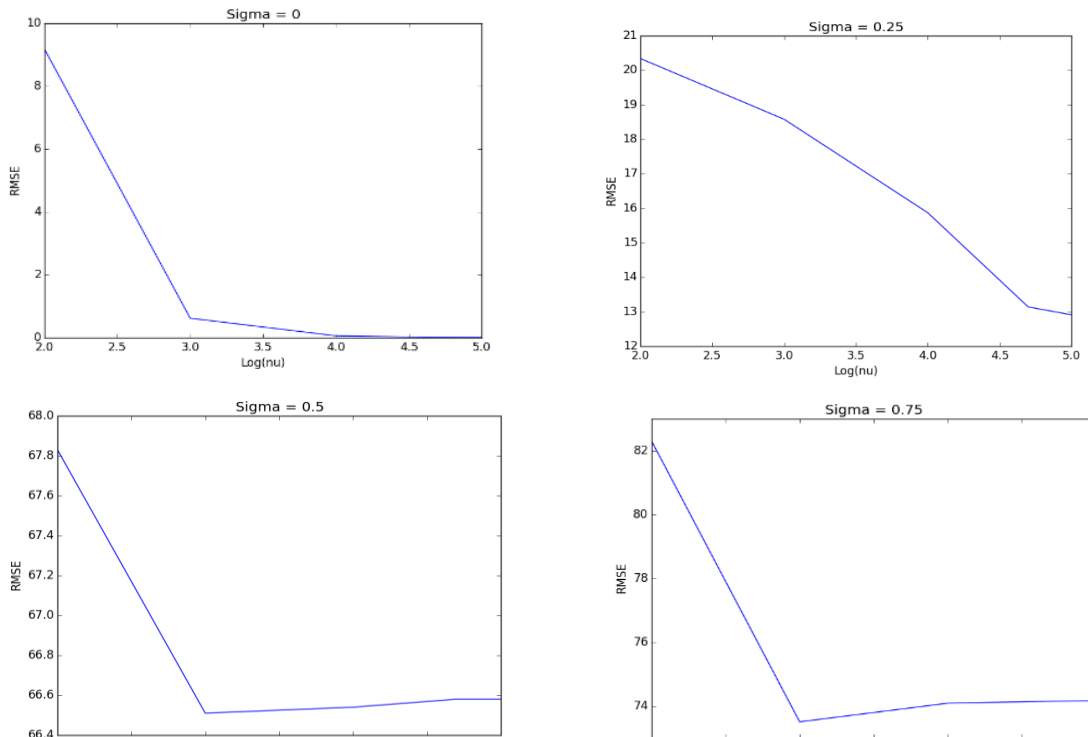 Sigma = 0
10
8
6
4
2
0
RMSE
2.0 2.5 3.0 3.5 4.0 4.5 5.0
Log(nu)
Sigma = 0.25
21
20
19
18
17
16
15
14
13
12
RMSE
2.0 2.5 3.0 3.5 4.0 4.5 5.0
Log(nu)
Sigma = 0.5
68.0
67.8
67.6
67.4
67.2
67.0
66.8
66.6
66.4
RMSE
Sigma = 0.75
82
80
78
76
74
RMSE